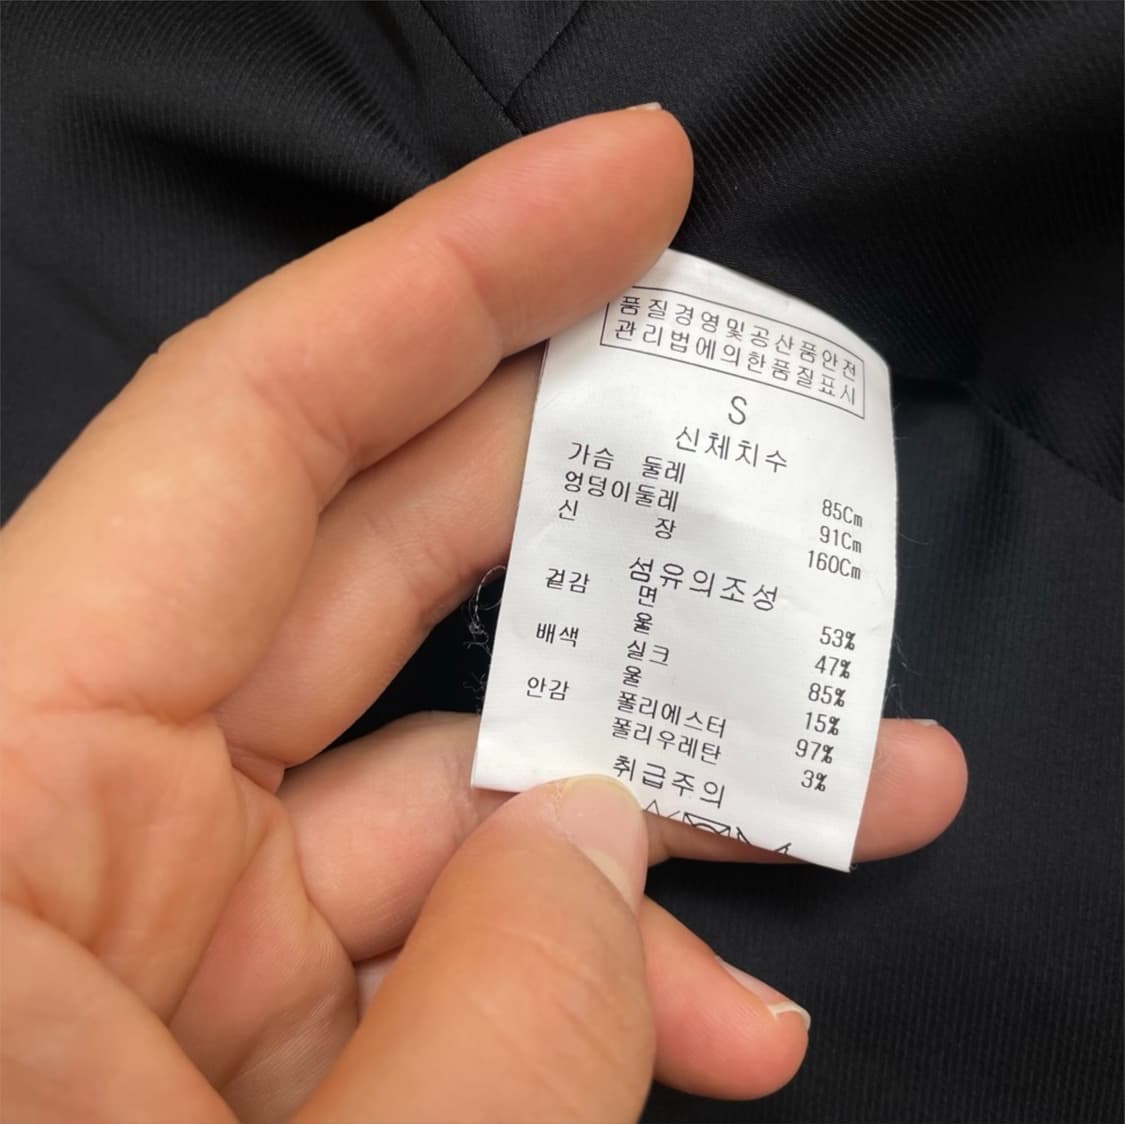 품질경영및공산품안전
관리법에의한품질표시
S
신체치수
가슴 둘레 85Cm
엉덩이둘레 91Cm
신 장 160Cm
섬유의조성
겉감 면 53%
울 47%
배색 실크 85%
울 15%
안감 폴리에스터 97%
폴리우레탄 3%
취급주의